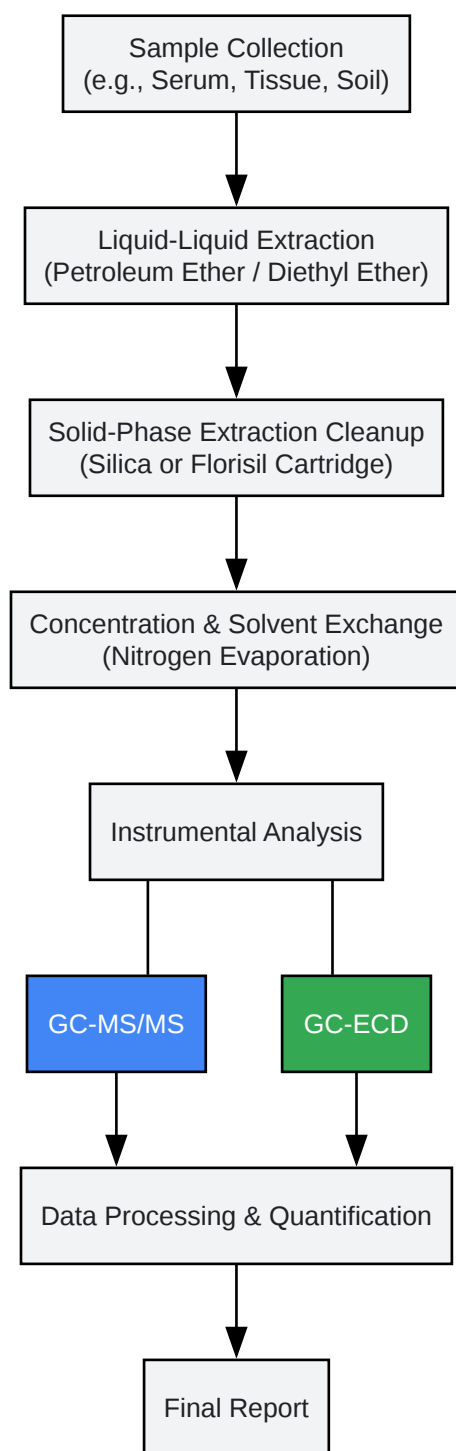 Sample Collection
(e.g., Serum, Tissue, Soil)
Liquid-Liquid Extraction
(Petroleum Ether / Diethyl Ether)
Solid-Phase Extraction Cleanup
(Silica or Florisil Cartridge)
Concentration & Solvent Exchange
(Nitrogen Evaporation)
Instrumental Analysis
GC-MS/MS
GC-ECD
Data Processing & Quantification
Final Report